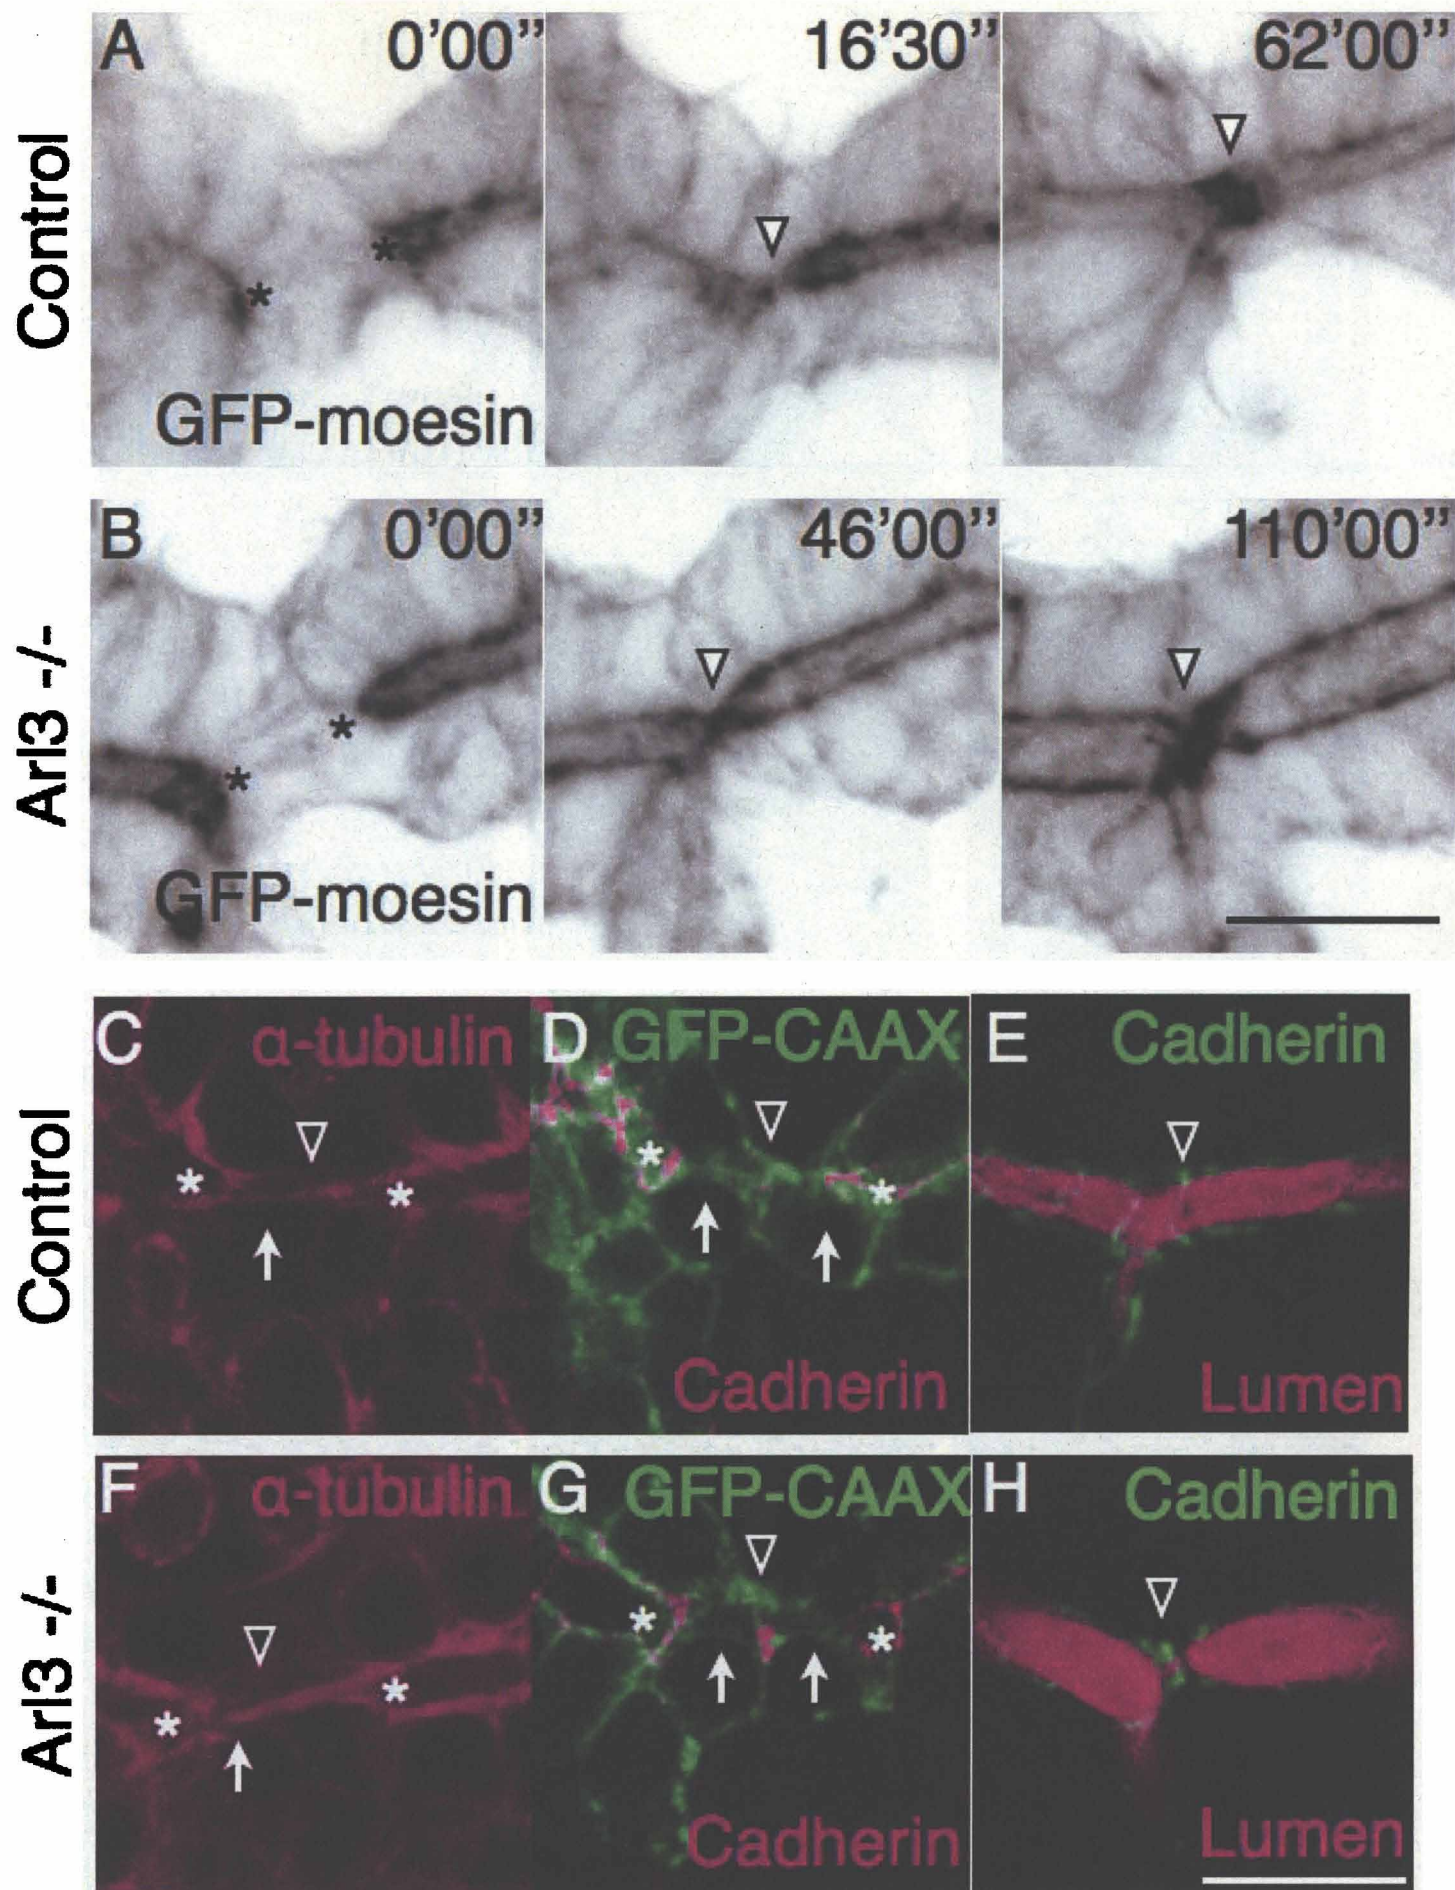 Control
A 0'00" 16'30" 62'00"
GFP-moesin
Arl3 -/-
B 0'00" 46'00" 110'00"
GFP-moesin
Control
C α-tubulin D GFP-CAAX E Cadherin
Cadherin Lumen
Arl3 -/-
F α-tubulin G GFP-CAAX H Cadherin
Cadherin Lumen